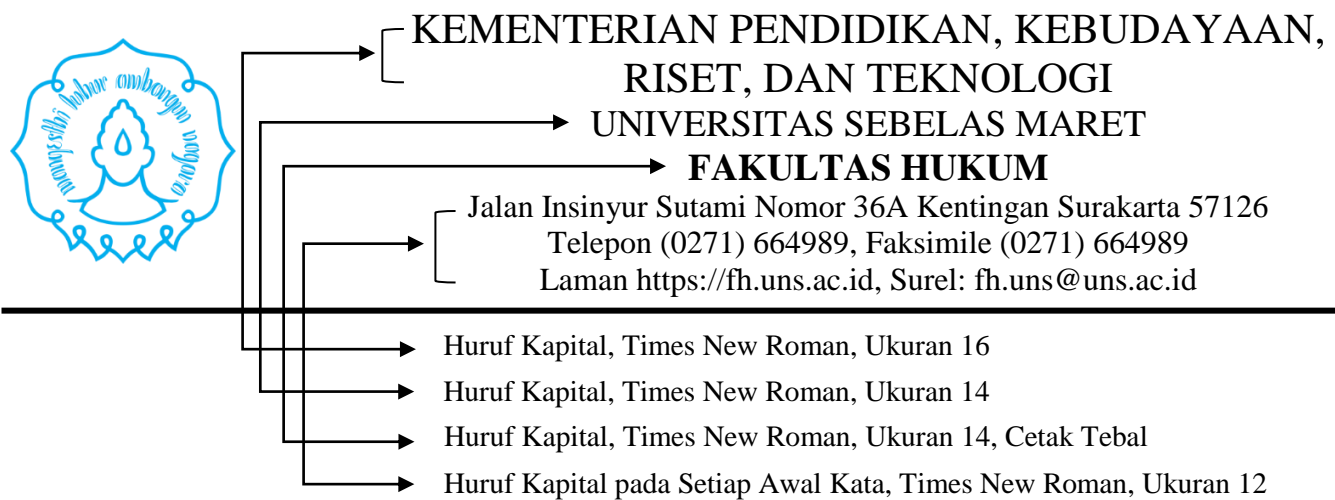 mangesthi luhur ambangun nagara
KEMENTERIAN PENDIDIKAN, KEBUDAYAAN,
RISET, DAN TEKNOLOGI
UNIVERSITAS SEBELAS MARET
FAKULTAS HUKUM
Jalan Insinyur Sutami Nomor 36A Kentingan Surakarta 57126
Telepon (0271) 664989, Faksimile (0271) 664989
Laman https://fh.uns.ac.id, Surel: fh.uns@uns.ac.id
Huruf Kapital, Times New Roman, Ukuran 16
Huruf Kapital, Times New Roman, Ukuran 14
Huruf Kapital, Times New Roman, Ukuran 14, Cetak Tebal
Huruf Kapital pada Setiap Awal Kata, Times New Roman, Ukuran 12